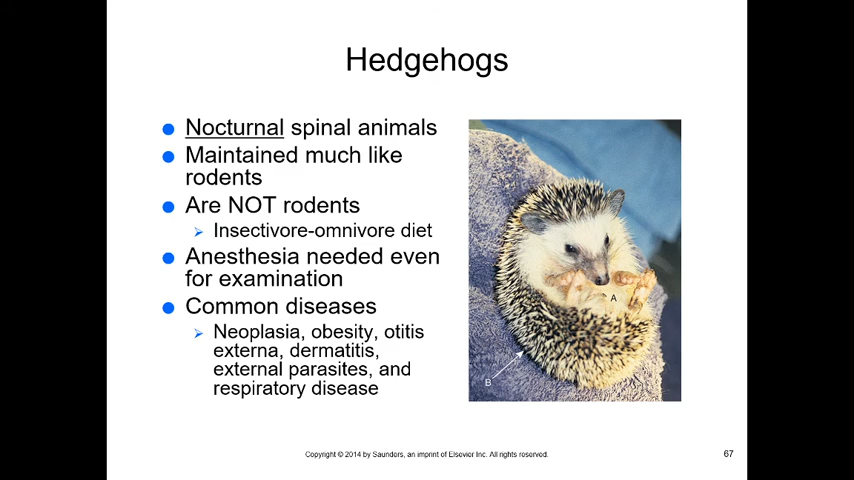 Hedgehogs
Nocturnal spinal animals
Maintained much like
rodents
Are NOT rodents
Insectivore-omnivore diet
Anesthesia needed even
for examination
Common diseases
Neoplasia, obesity, otitis
externa, dermatitis,
external parasites, and
respiratory disease
A
B
Copyright © 2014 by Saunders, an imprint of Elsevier Inc. All rights reserved.
67